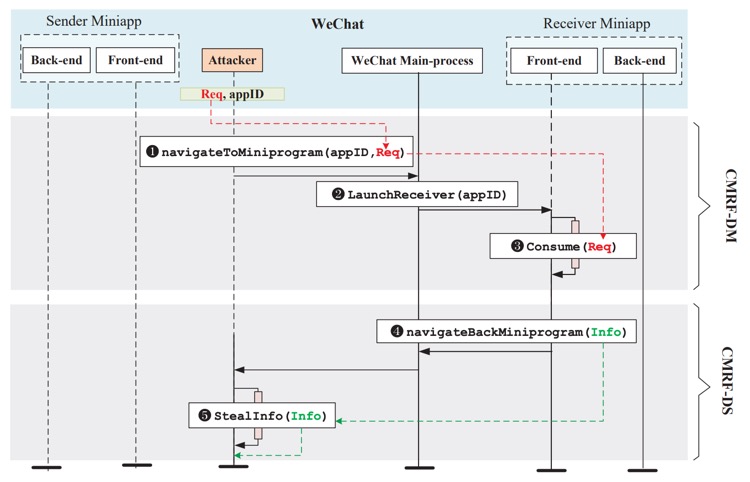 Sender Miniapp
WeChat
Receiver Miniapp
Back-end
Front-end
Attacker
WeChat Main-process
Front-end
Back-end
Req, appID
❶ navigateToMiniprogram(appID,Req)
❷ LaunchReceiver(appID)
❸ Consume(Req)
CMRF-DM
❹ navigateBackMiniprogram(Info)
❺ StealInfo(Info)
CMRF-DS